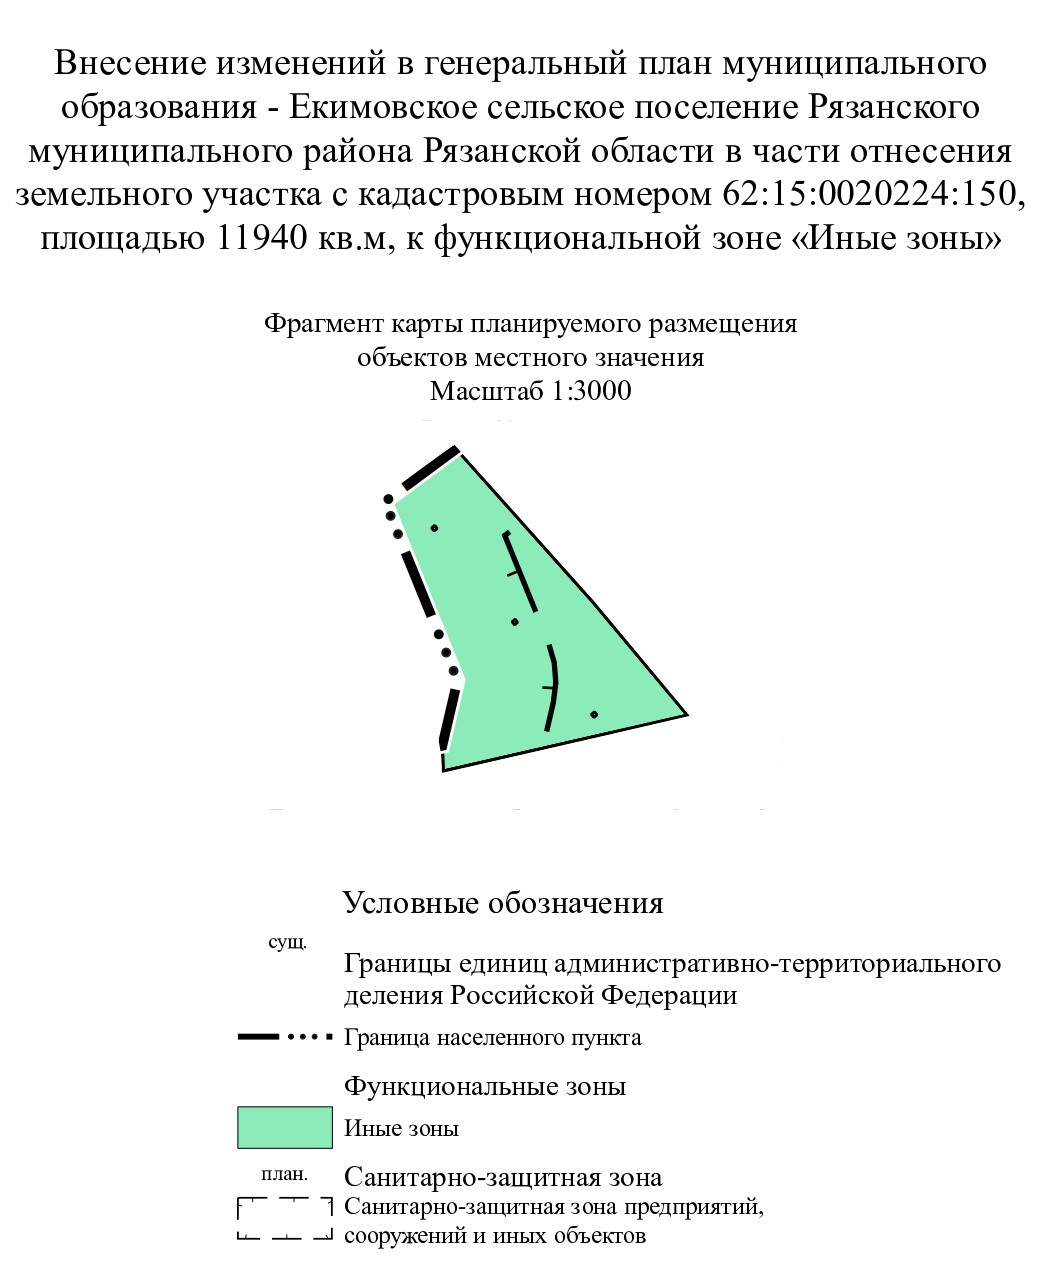 Внесение изменений в генеральный план муниципального
образования - Екимовское сельское поселение Рязанского
муниципального района Рязанской области в части отнесения
земельного участка с кадастровым номером 62:15:0020224:150,
площадью 11940 кв.м, к функциональной зоне «Иные зоны»
Фрагмент карты планируемого размещения
объектов местного значения
Масштаб 1:3000
Условные обозначения
сущ.
Границы единиц административно-территориального
деления Российской Федерации
Граница населенного пункта
Функциональные зоны
Иные зоны
план.
Санитарно-защитная зона
Санитарно-защитная зона предприятий,
сооружений и иных объектов